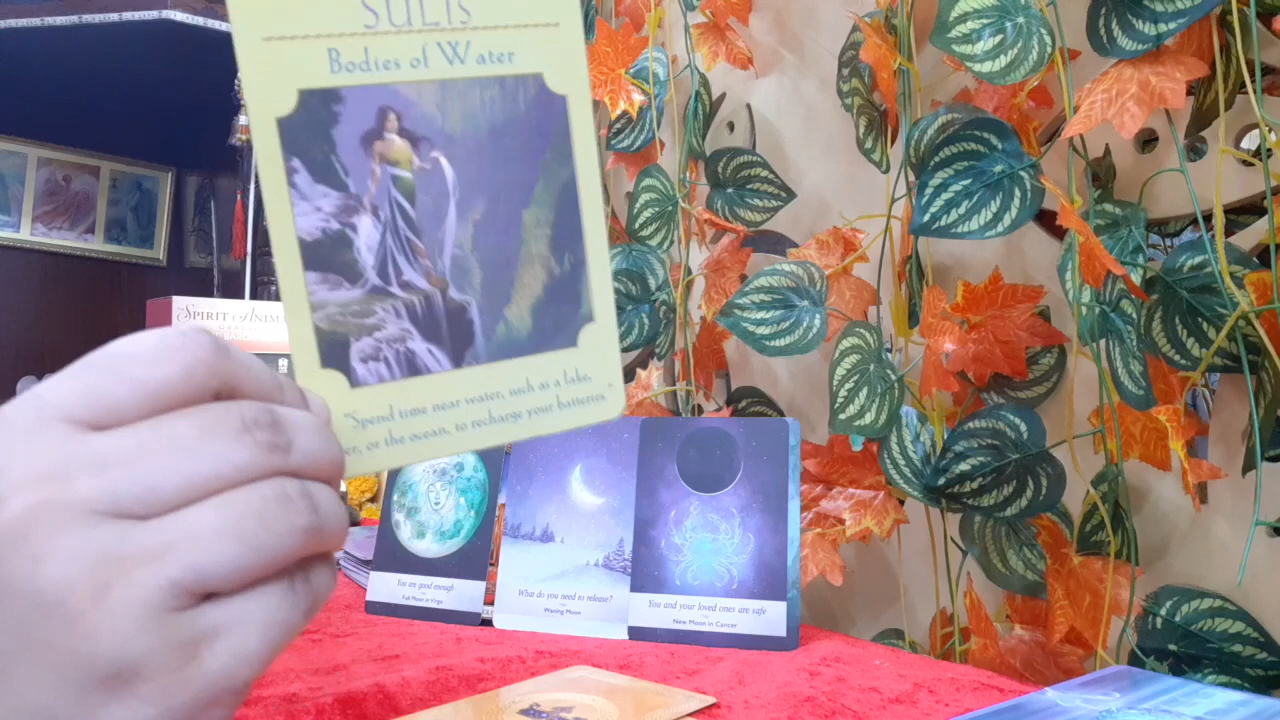 SULIS
Bodies of Water
"Spend time near water, such as a lake,
or the ocean, to recharge your batteries"
SPIRIT
You are good enough
Full Moon in Virgo
What do you need to release?
Waning Moon
You and your loved ones are safe
New Moon in Cancer